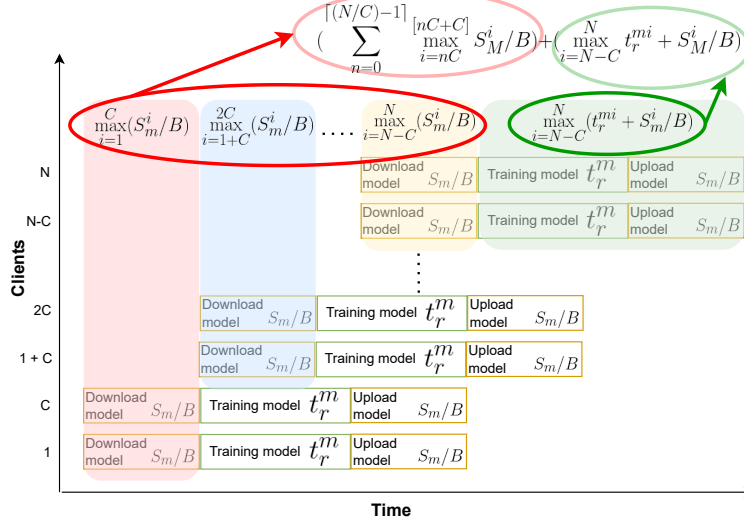 ( \sum_{n=0}^{⌈(N/C)-1⌉} \max_{i=nC}^{[nC+C]} S_M^i/B)+(\max_{i=N-C}^{N} t_r^{mi} + S_M^i/B)
\max_{i=1}^{C}(S_m^i/B) \max_{i=1+C}^{2C}(S_m^i/B) .... \max_{i=N-C}^{N}(S_m^i/B) \max_{i=N-C}^{N}(t_r^{mi} + S_m^i/B)
N Download model S_m/B Training model t_r^m Upload model S_m/B
N-C Download model S_m/B Training model t_r^m Upload model S_m/B
2C Download model S_m/B Training model t_r^m Upload model S_m/B
1 + C Download model S_m/B Training model t_r^m Upload model S_m/B
C Download model S_m/B Training model t_r^m Upload model S_m/B
1 Download model S_m/B Training model t_r^m Upload model S_m/B
Clients
Time